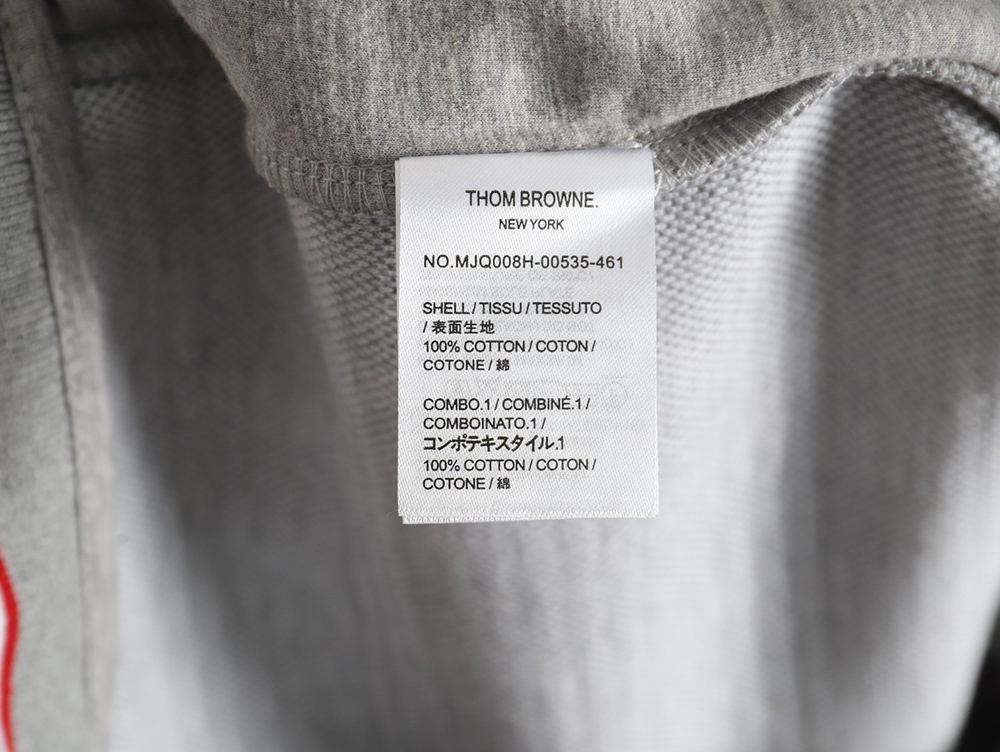 THOM BROWNE.
NEW YORK
NO.MJQ008H-00535-461
SHELL / TISSU / TESSUTO
/ 表面生地
100% COTTON / COTON /
COTONE / 綿
COMBO.1 / COMBINÉ.1 /
COMBOINATO.1 /
コンポテキスタイル.1
100% COTTON / COTON /
COTONE / 綿